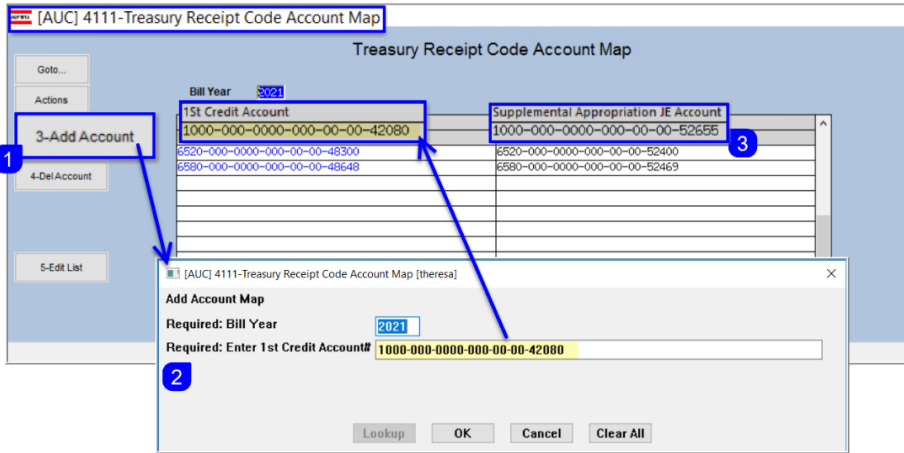 [AUC] 4111-Treasury Receipt Code Account Map
Treasury Receipt Code Account Map
Goto...
Actions
3-Add Account
4-Del Account
5-Edit List
1
Bill Year 2021
1St Credit Account Supplemental Appropriation JE Account
1000-000-0000-000-00-00-42080 1000-000-0000-000-00-00-52655
3
6520-000-0000-000-00-00-48300 6520-000-0000-000-00-00-52400
6580-000-0000-000-00-00-48648 6580-000-0000-000-00-00-52469
[AUC] 4111-Treasury Receipt Code Account Map [theresa]
Add Account Map
Required: Bill Year 2021
Required: Enter 1st Credit Account# 1000-000-0000-000-00-00-42080
2
Lookup OK Cancel Clear All